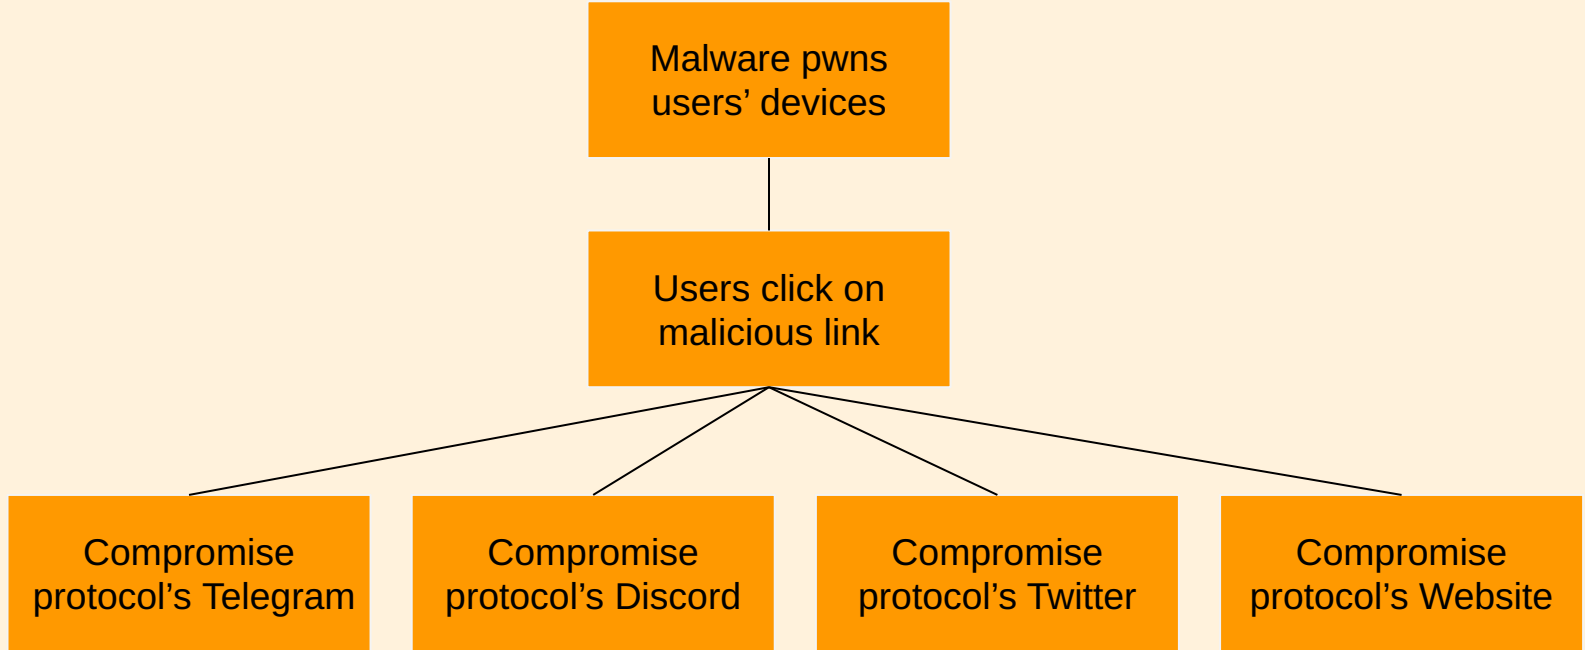 Malware pwns
users’ devices
Users click on
malicious link
Compromise
protocol’s Telegram
Compromise
protocol’s Discord
Compromise
protocol’s Twitter
Compromise
protocol’s Website